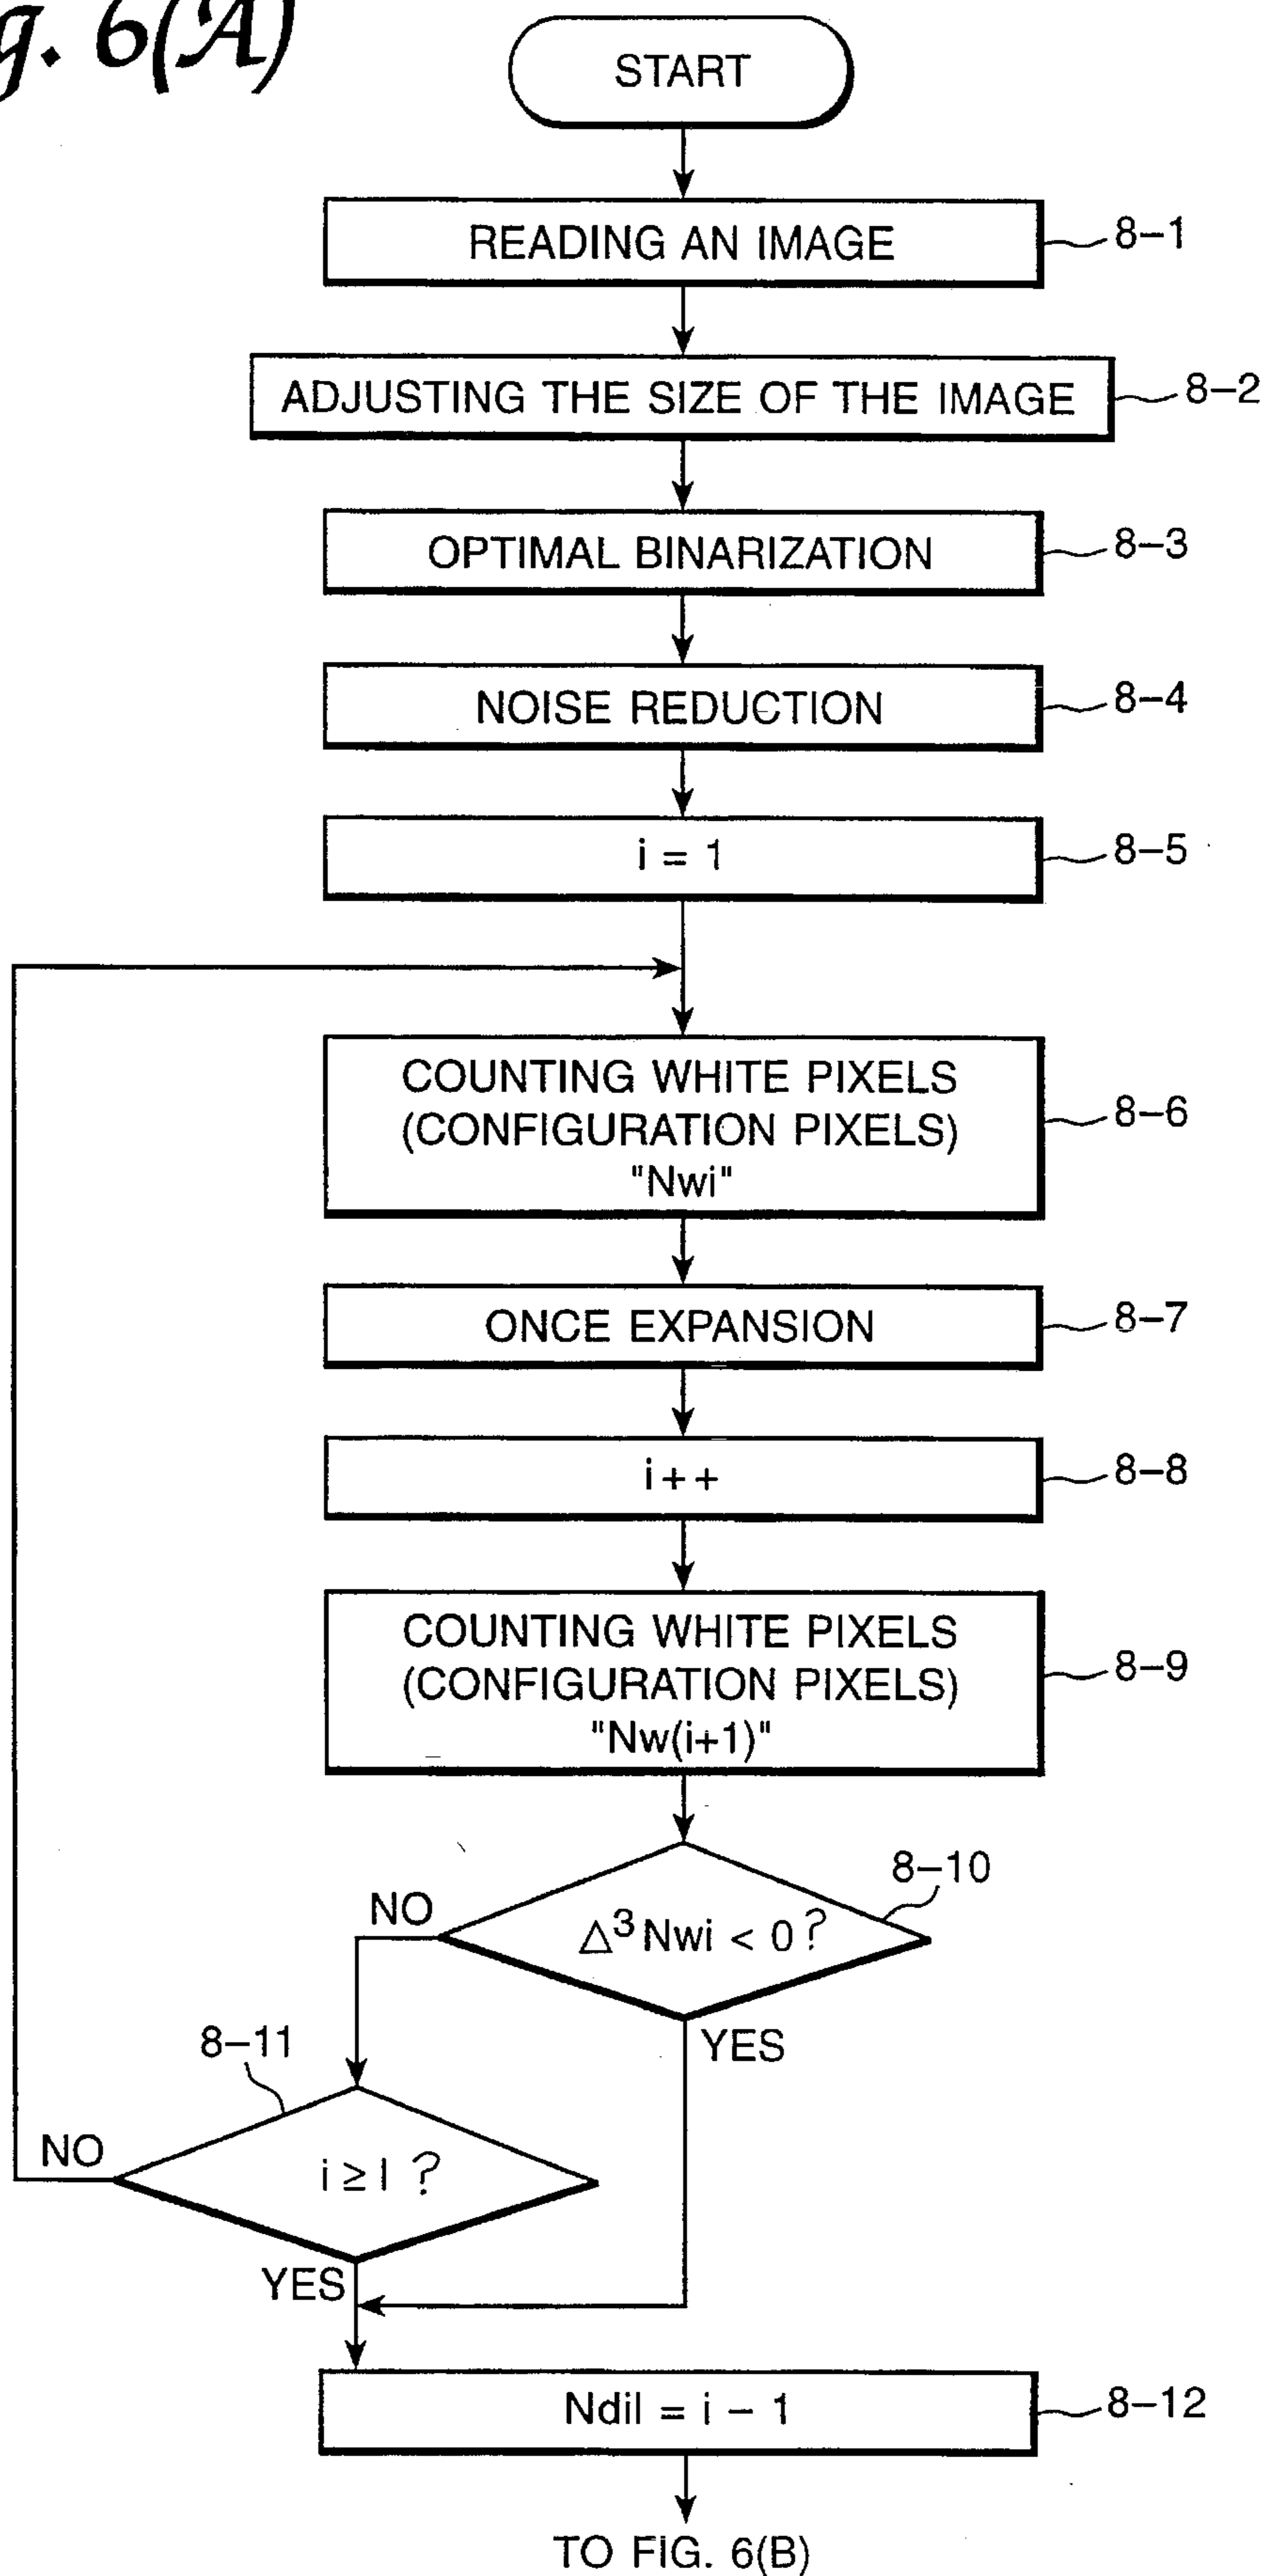 g. 6(A)
START
READING AN IMAGE
8-1
ADJUSTING THE SIZE OF THE IMAGE
8-2
OPTIMAL BINARIZATION
8-3
NOISE REDUCTION
8-4
i = 1
8-5
COUNTING WHITE PIXELS
(CONFIGURATION PIXELS)
"Nwi"
8-6
ONCE EXPANSION
8-7
i++
8-8
COUNTING WHITE PIXELS
(CONFIGURATION PIXELS)
"Nw(i+1)"
8-9
8-10
NO
△³Nwi < 0?
YES
8-11
NO
i ≥ I ?
YES
Ndil = i - 1
8-12
TO FIG. 6(B)